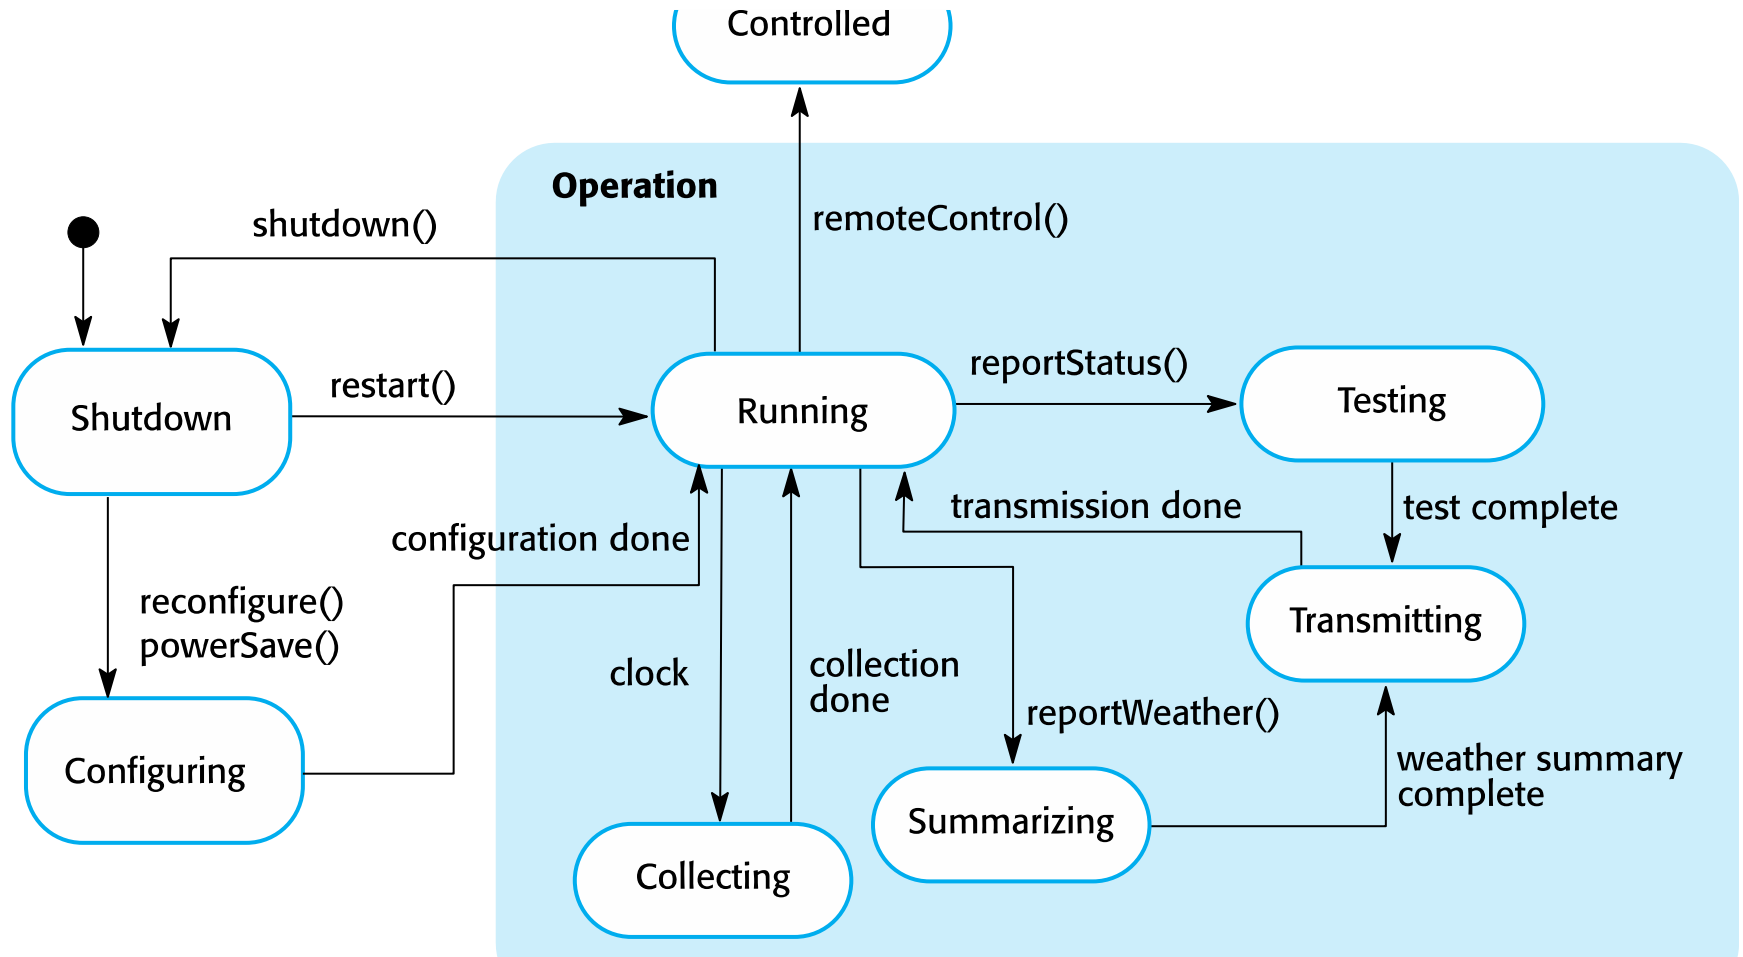 Controlled
Operation
shutdown()
remoteControl()
restart()
reportStatus()
Shutdown
Running
Testing
configuration done
transmission done
test complete
reconfigure()
powerSave()
Transmitting
clock
collection
done
reportWeather()
Configuring
weather summary
complete
Summarizing
Collecting